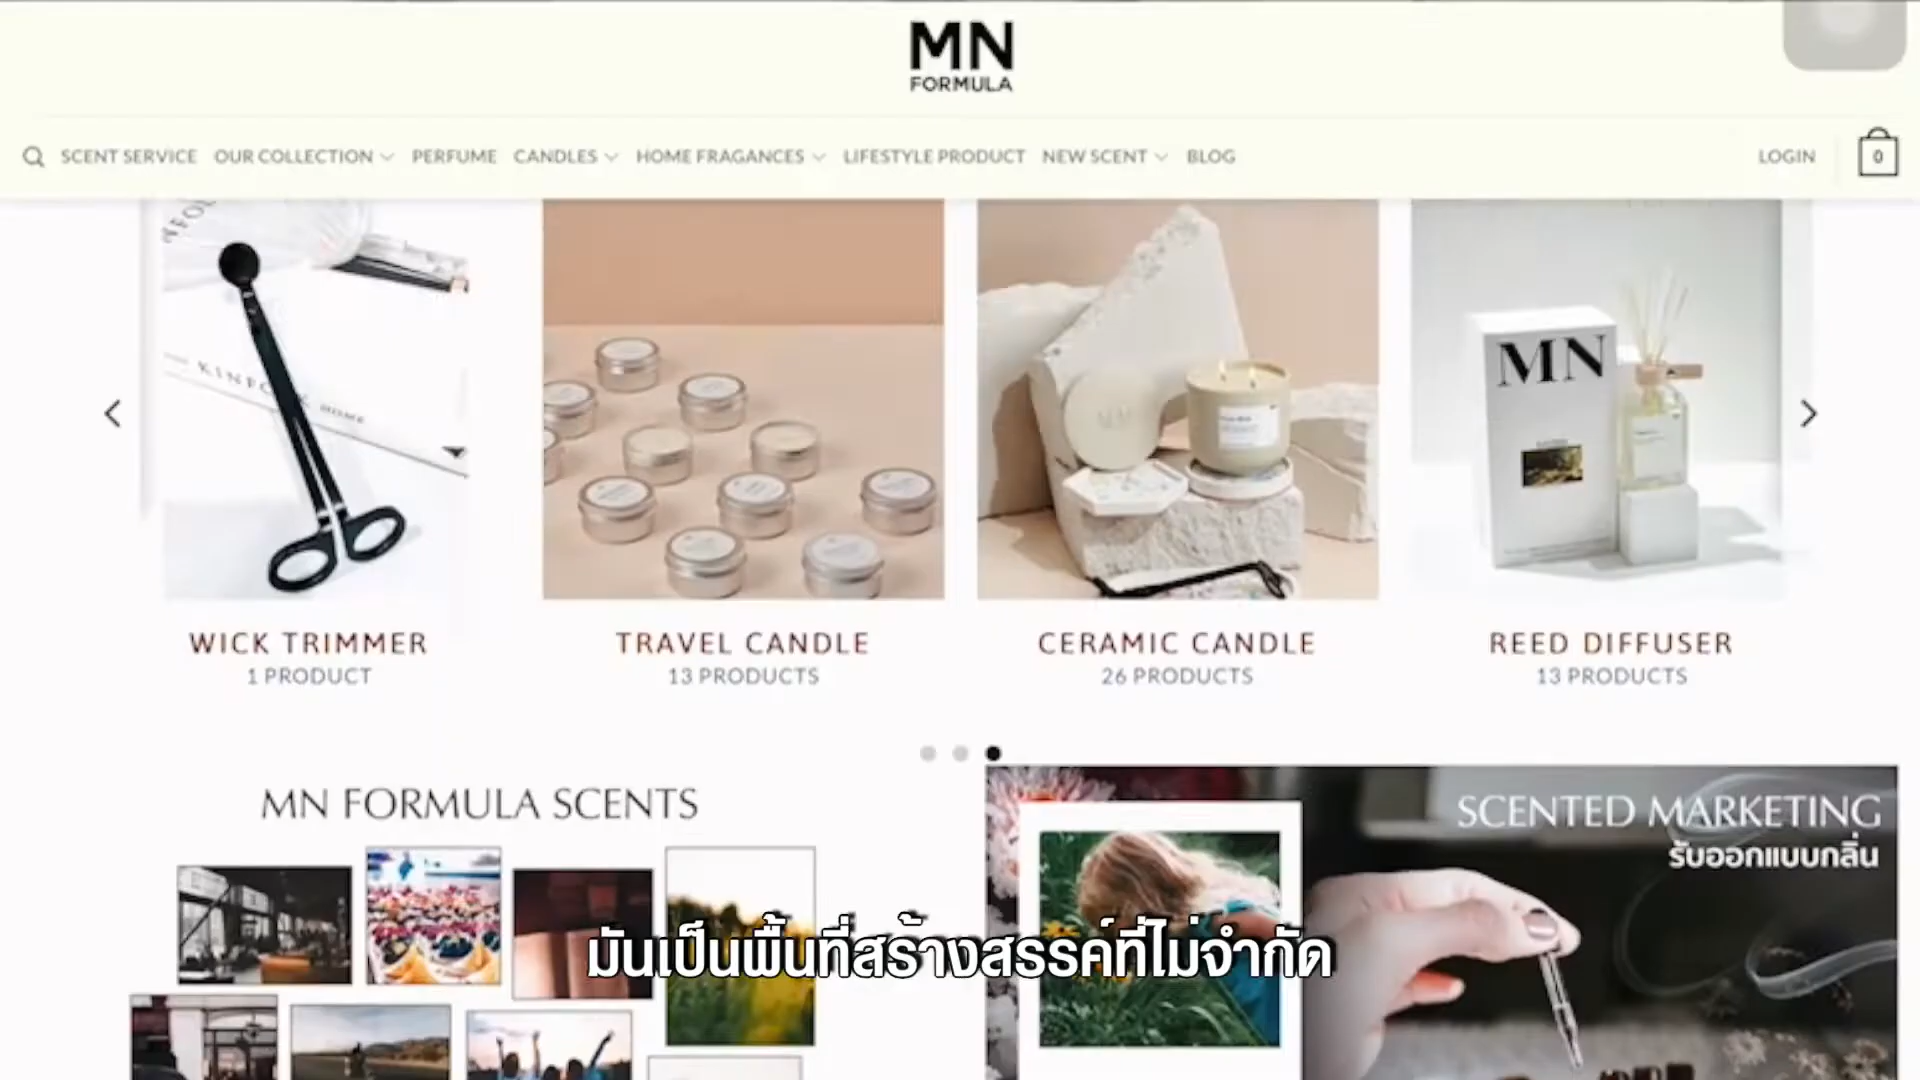 MN
FORMULA
SCENT SERVICE OUR COLLECTION PERFUME CANDLES HOME FRAGANCES LIFESTYLE PRODUCT NEW SCENT BLOG LOGIN 0
KINFO
HOME
MN
WICK TRIMMER
1 PRODUCT
TRAVEL CANDLE
13 PRODUCTS
CERAMIC CANDLE
26 PRODUCTS
REED DIFFUSER
13 PRODUCTS
MN FORMULA SCENTS
SCENTED MARKETING
รับออกแบบกลิ่น
มันเป็นพื้นที่สร้างสรรค์ที่ไม่จำกัด